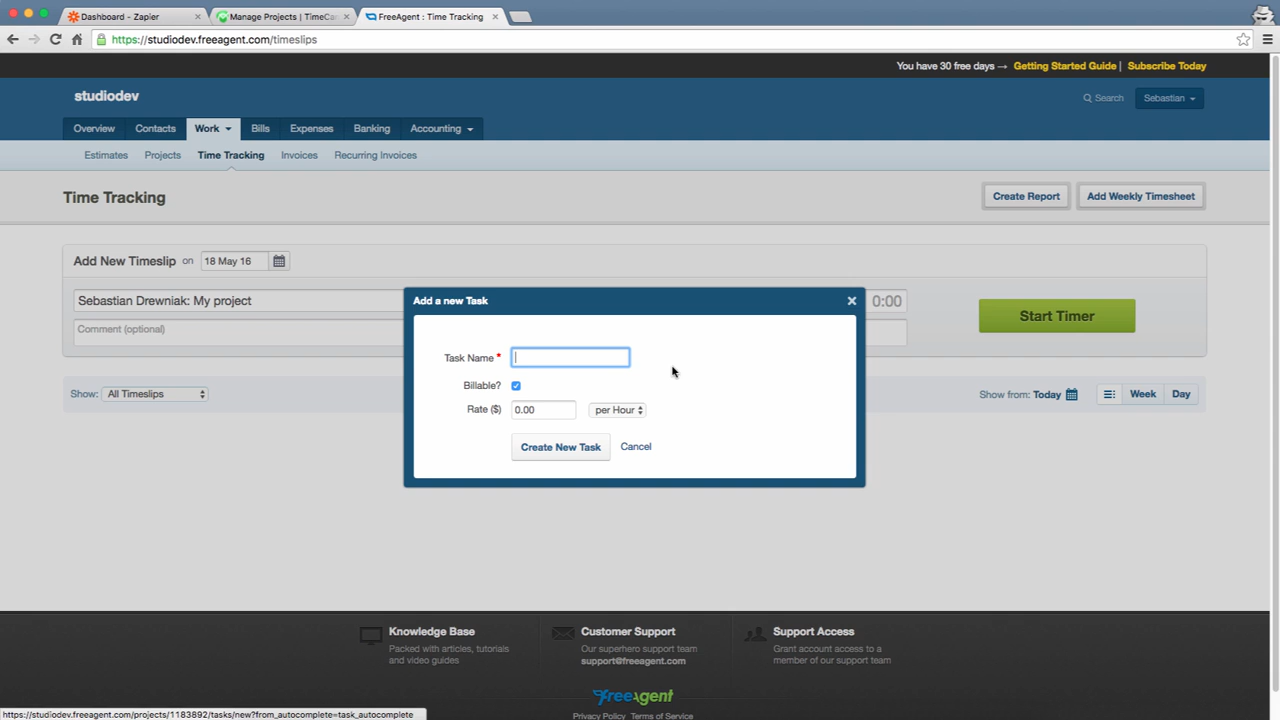 Dashboard - Zapier
Manage Projects | TimeCa
FreeAgent : Time Tracking
https://studiodev.freeagent.com/timeslips
You have 30 free days → Getting Started Guide | Subscribe Today
studiodev
Search
Sebastian
Overview
Contacts
Work
Bills
Expenses
Banking
Accounting
Estimates
Projects
Time Tracking
Invoices
Recurring Invoices
Time Tracking
Create Report
Add Weekly Timesheet
Add New Timeslip on 18 May 16
Sebastian Drewniak: My project
0:00
Start Timer
Comment (optional)
Add a new Task
Task Name *
Billable?
Rate ($) 0.00 per Hour
Create New Task
Cancel
Show: All Timeslips
Show from: Today
Week
Day
Knowledge Base
Packed with articles, tutorials
and video guides
Customer Support
Our superhero support team
support@freeagent.com
Support Access
Grant account access to a
member of our support team
FreeAgent
Privacy Policy Terms of Service
https://studiodev.freeagent.com/projects/1183892/tasks/new?from_autocomplete=task_autocomplete